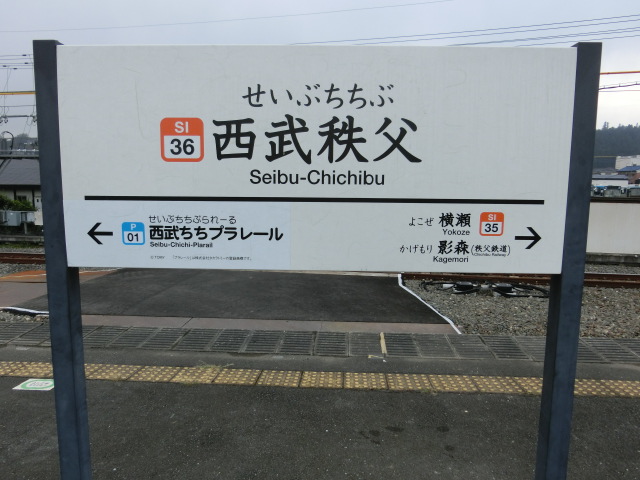 せいぶちちぶ
SI
36
西武秩父
Seibu-Chichibu
P
01
せいぶちちぶられーる
西武ちちプラレール
Seibu-Chichi-Plarail
よこぜ 横瀬
Yokoze
SI
35
かげもり 影森 (秩父鉄道)
Kagemori (Chichibu Railway)